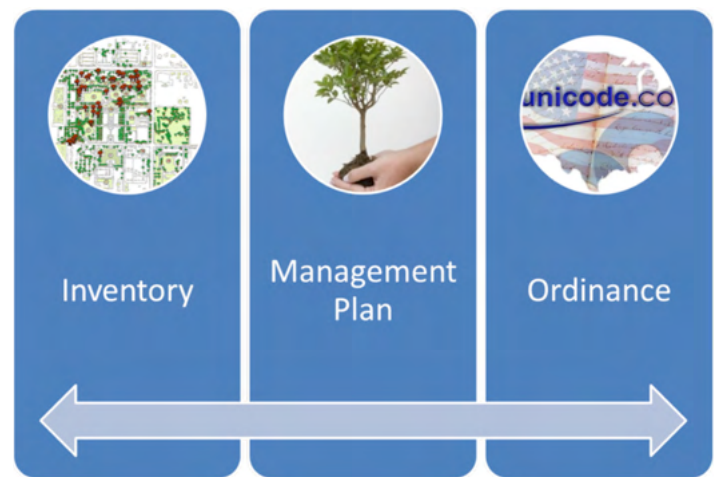 unicode.co
Inventory
Management
Plan
Ordinance